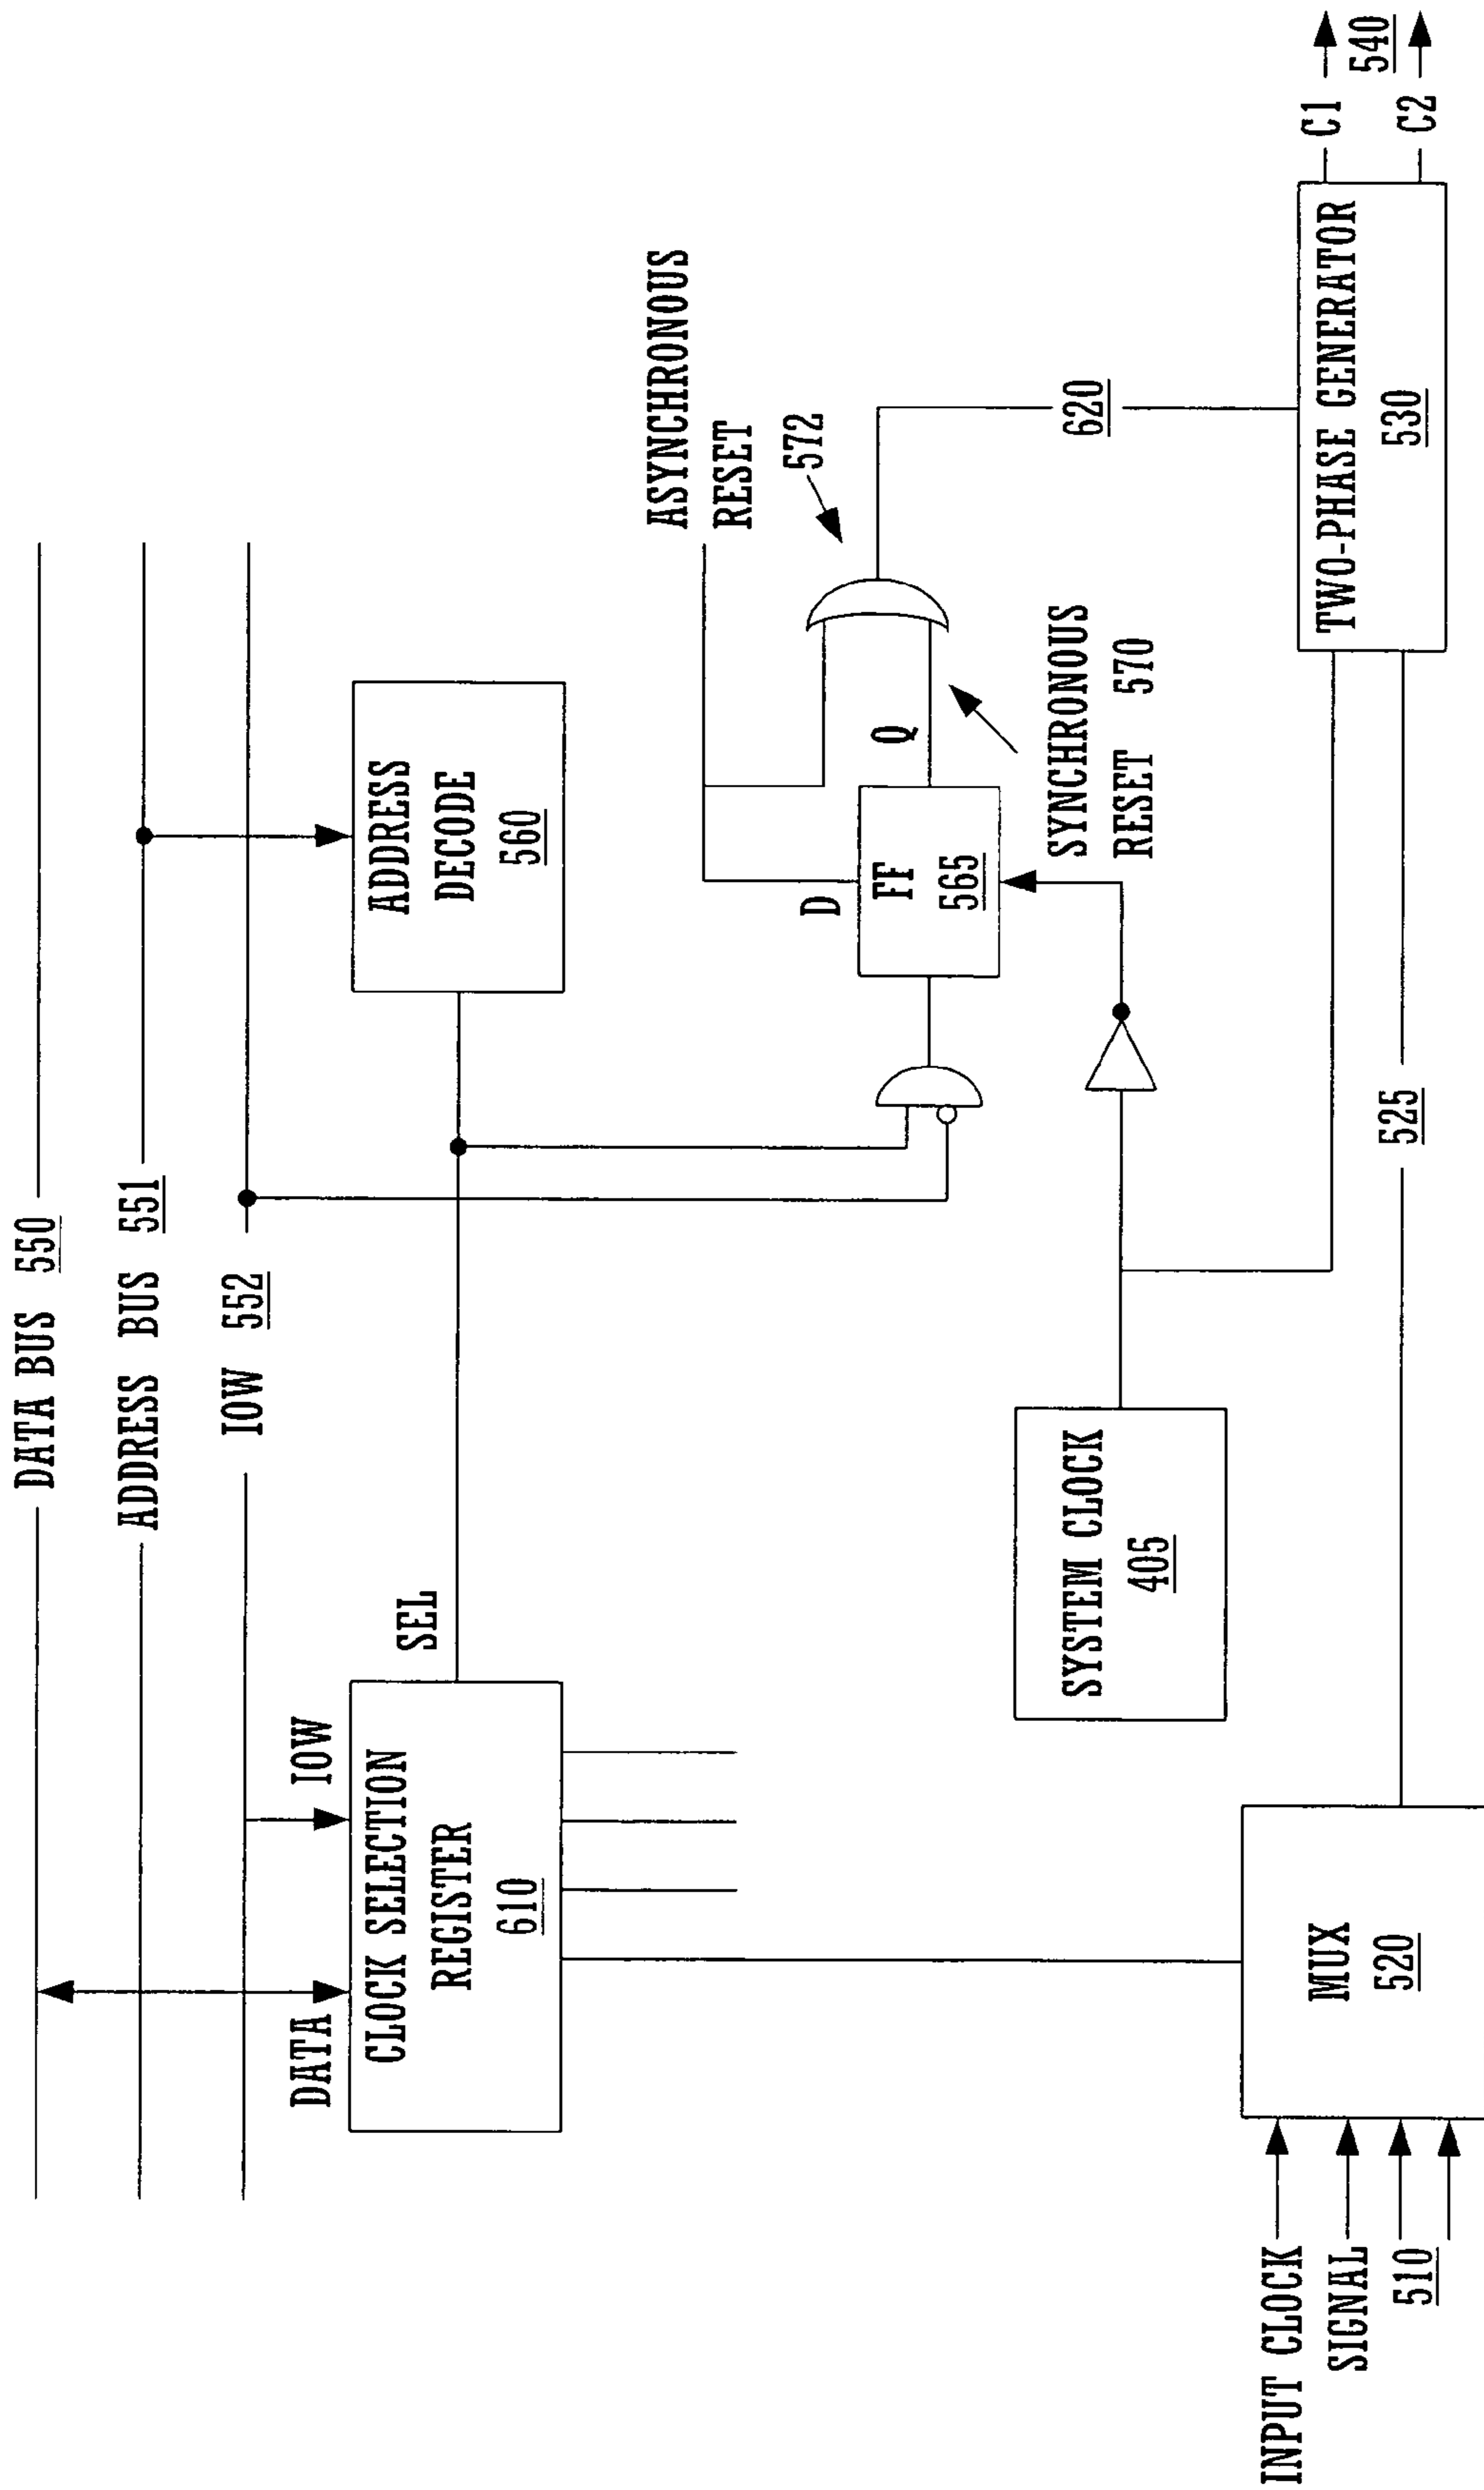 DATA BUS 550
ADDRESS BUS 551
IOW 552
DATA
IOW
CLOCK SELECTION
REGISTER
610
SEL
ADDRESS
DECODE
560
ASYNCHRONOUS
RESET
572
D
Q
FF
565
SYNCHRONOUS
RESET 570
620
SYSTEM CLOCK
405
INPUT CLOCK
SIGNAL
510
MUX
520
525
TWO-PHASE GENERATOR
530
C1
540
C2